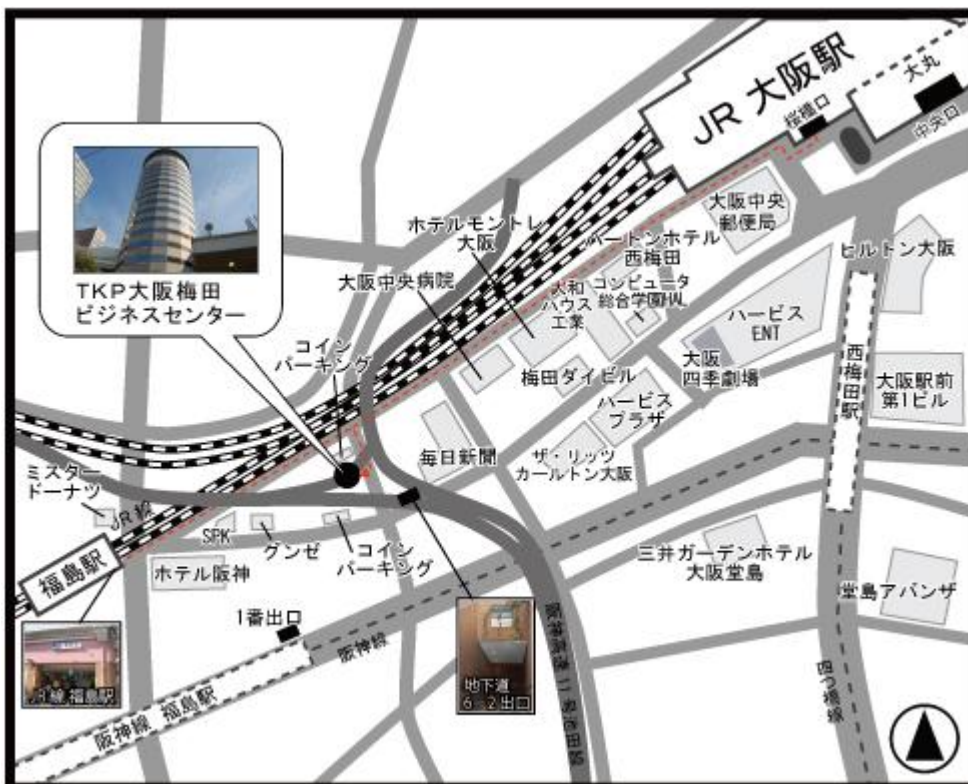 JR 大阪駅
桜橋口
大丸
中央口
TKP大阪梅田
ビジネスセンター
ホテルモントレ
大阪
大阪中央病院
コイン
パーキング
大和
ハウス
工業
ハートンホテル
西梅田
コンピュータ
総合学園HAL
大阪中央
郵便局
ヒルトン大阪
ハービス
ENT
大阪
四季劇場
梅田ダイビル
ハービス
プラザ
西梅田駅
大阪駅前
第1ビル
毎日新聞
ザ・リッツ
カールトン大阪
ミスター
ドーナツ
JR線
SPK
グンゼ
コイン
パーキング
福島駅
ホテル阪神
三井ガーデンホテル
大阪堂島
堂島アバンザ
1番出口
阪神線
JR線 福島駅
地下道
6-2出口
阪神高速11号池田線
四つ橋線
阪神線 福島駅